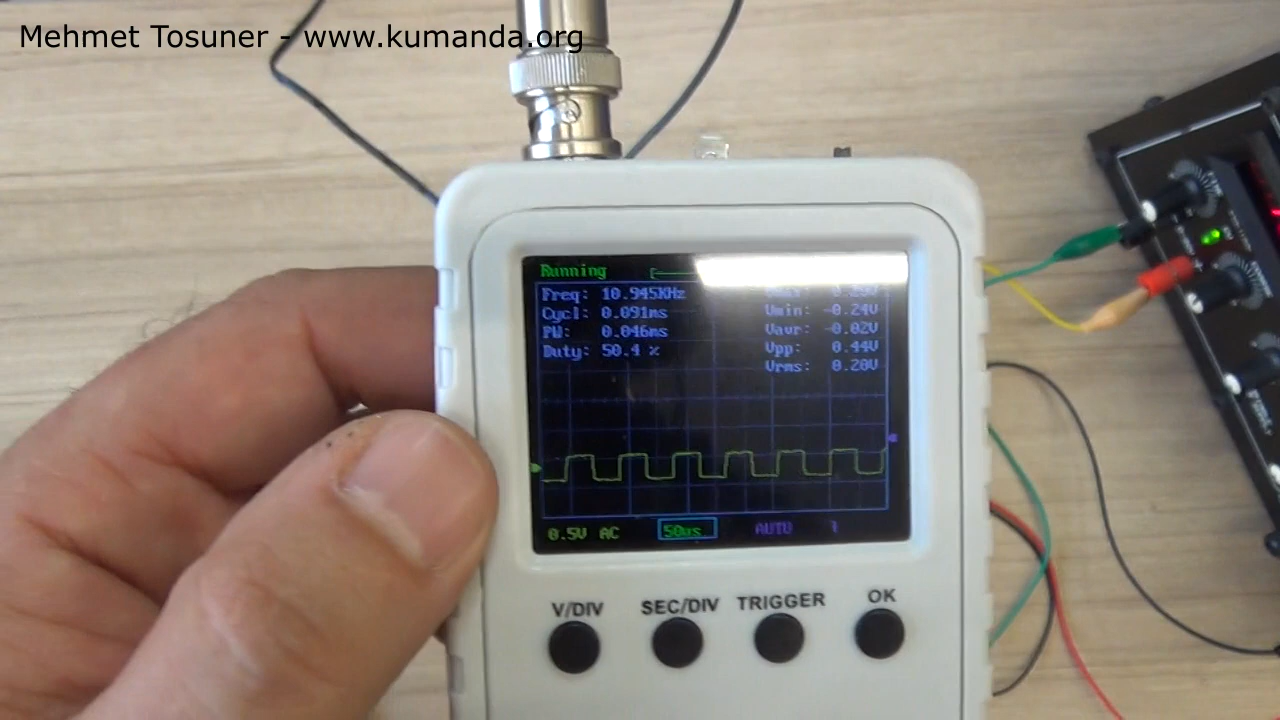 Mehmet Tosuner - www.kumanda.org
Running
Freq: 10.945KHz
Cycl: 0.091ms
Vmin: -0.24V
PW: 0.046ms
Vavr: -0.02V
Duty: 50.4 %
Vpp: 0.44V
Vrms: 0.20V
0.5V AC 50us AUTO
V/DIV SEC/DIV TRIGGER OK